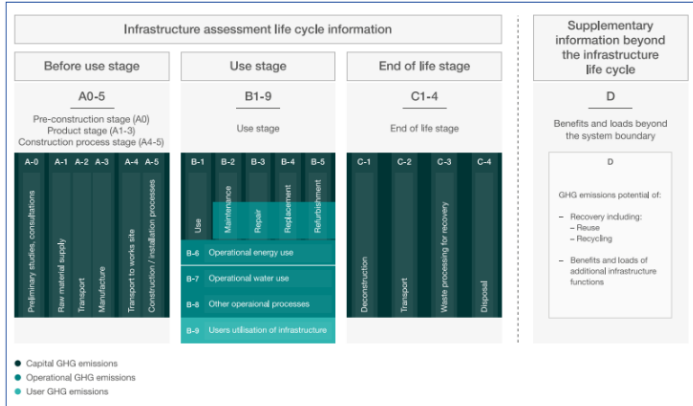 Infrastructure assessment life cycle information
Before use stage
A0-5
Pre-construction stage (A0)
Product stage (A1-3)
Construction process stage (A4-5)
A-0
A-1
A-2
A-3
A-4
A-5
Preliminary studies, consultations
Raw material supply
Transport
Manufacture
Transport to works site
Construction / installation processes
Use stage
B1-9
Use stage
B-1
B-2
B-3
B-4
B-5
Use
Maintenance
Repair
Replacement
Refurbishment
B-6 Operational energy use
B-7 Operational water use
B-8 Other operaional processes
B-9 Users utilisation of infrastructure
End of life stage
C1-4
End of life stage
C-1
C-2
C-3
C-4
Deconstruction
Transport
Waste processing for recovery
Disposal
Supplementary
information beyond
the infrastructure
life cycle
D
Benefits and loads beyond
the system boundary
D
GHG emissions potential of:
– Recovery including:
– Reuse
– Recycling
– Benefits and loads of
additional infrastructure
functions
Capital GHG emissions
Operational GHG emissions
User GHG emissions